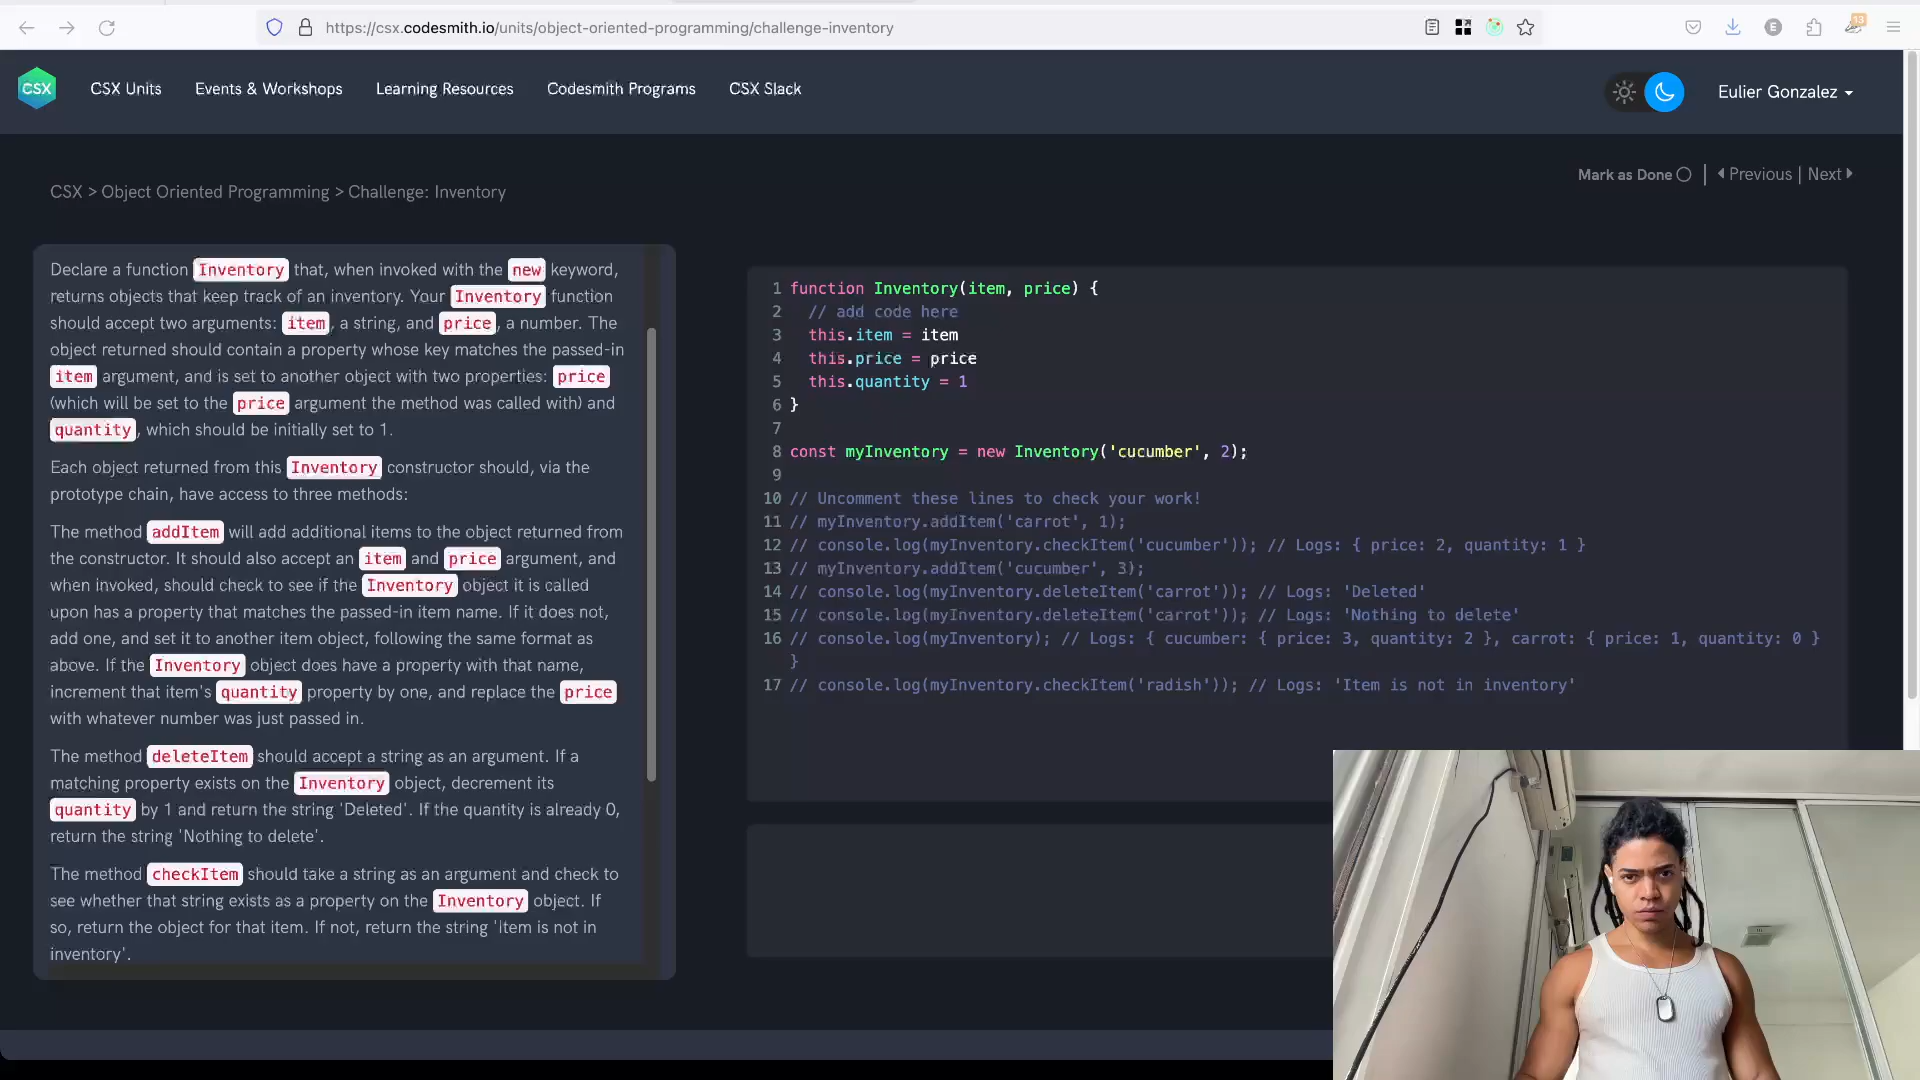 https://csx.codesmith.io/units/object-oriented-programming/challenge-inventory
13
E
CSX
CSX Units
Events & Workshops
Learning Resources
Codesmith Programs
CSX Slack
Eulier Gonzalez
Mark as Done
Previous | Next
CSX > Object Oriented Programming > Challenge: Inventory
Declare a function Inventory that, when invoked with the new keyword,
returns objects that keep track of an inventory. Your Inventory function
should accept two arguments: item, a string, and price, a number. The
object returned should contain a property whose key matches the passed-in
item argument, and is set to another object with two properties: price
(which will be set to the price argument the method was called with) and
quantity, which should be initially set to 1.
Each object returned from this Inventory constructor should, via the
prototype chain, have access to three methods:
The method addItem will add additional items to the object returned from
the constructor. It should also accept an item and price argument, and
when invoked, should check to see if the Inventory object it is called
upon has a property that matches the passed-in item name. If it does not,
add one, and set it to another item object, following the same format as
above. If the Inventory object does have a property with that name,
increment that item's quantity property by one, and replace the price
with whatever number was just passed in.
The method deleteItem should accept a string as an argument. If a
matching property exists on the Inventory object, decrement its
quantity by 1 and return the string 'Deleted'. If the quantity is already 0,
return the string 'Nothing to delete'.
The method checkItem should take a string as an argument and check to
see whether that string exists as a property on the Inventory object. If
so, return the object for that item. If not, return the string 'Item is not in
inventory'.
1 function Inventory(item, price) {
2 // add code here
3 this.item = item
4 this.price = price
5 this.quantity = 1
6 }
7
8 const myInventory = new Inventory('cucumber', 2);
9
10 // Uncomment these lines to check your work!
11 // myInventory.addItem('carrot', 1);
12 // console.log(myInventory.checkItem('cucumber')); // Logs: { price: 2, quantity: 1 }
13 // myInventory.addItem('cucumber', 3);
14 // console.log(myInventory.deleteItem('carrot')); // Logs: 'Deleted'
15 // console.log(myInventory.deleteItem('carrot')); // Logs: 'Nothing to delete'
16 // console.log(myInventory); // Logs: { cucumber: { price: 3, quantity: 2 }, carrot: { price: 1, quantity: 0 }
}
17 // console.log(myInventory.checkItem('radish')); // Logs: 'Item is not in inventory'